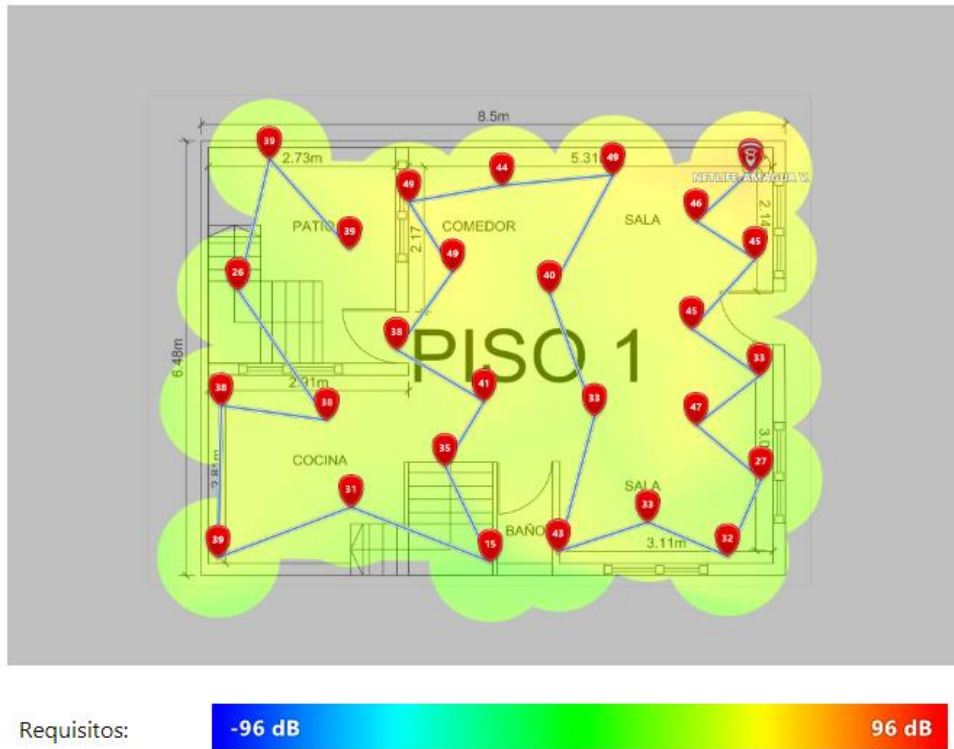 8.5m
39
2.73m
44
5.31
49
NETLIFE-AMAGUA V.
49
46
2.14
PATIO
39
2.17
COMEDOR
SALA
45
49
26
40
45
38
PISO 1
6.48m
33
2.91m
38
41
38
33
47
35
COCINA
2.81m
27
SALA
3.0
31
33
BAÑO
43
39
15
3.11m
32
Requisitos:
-96 dB
96 dB